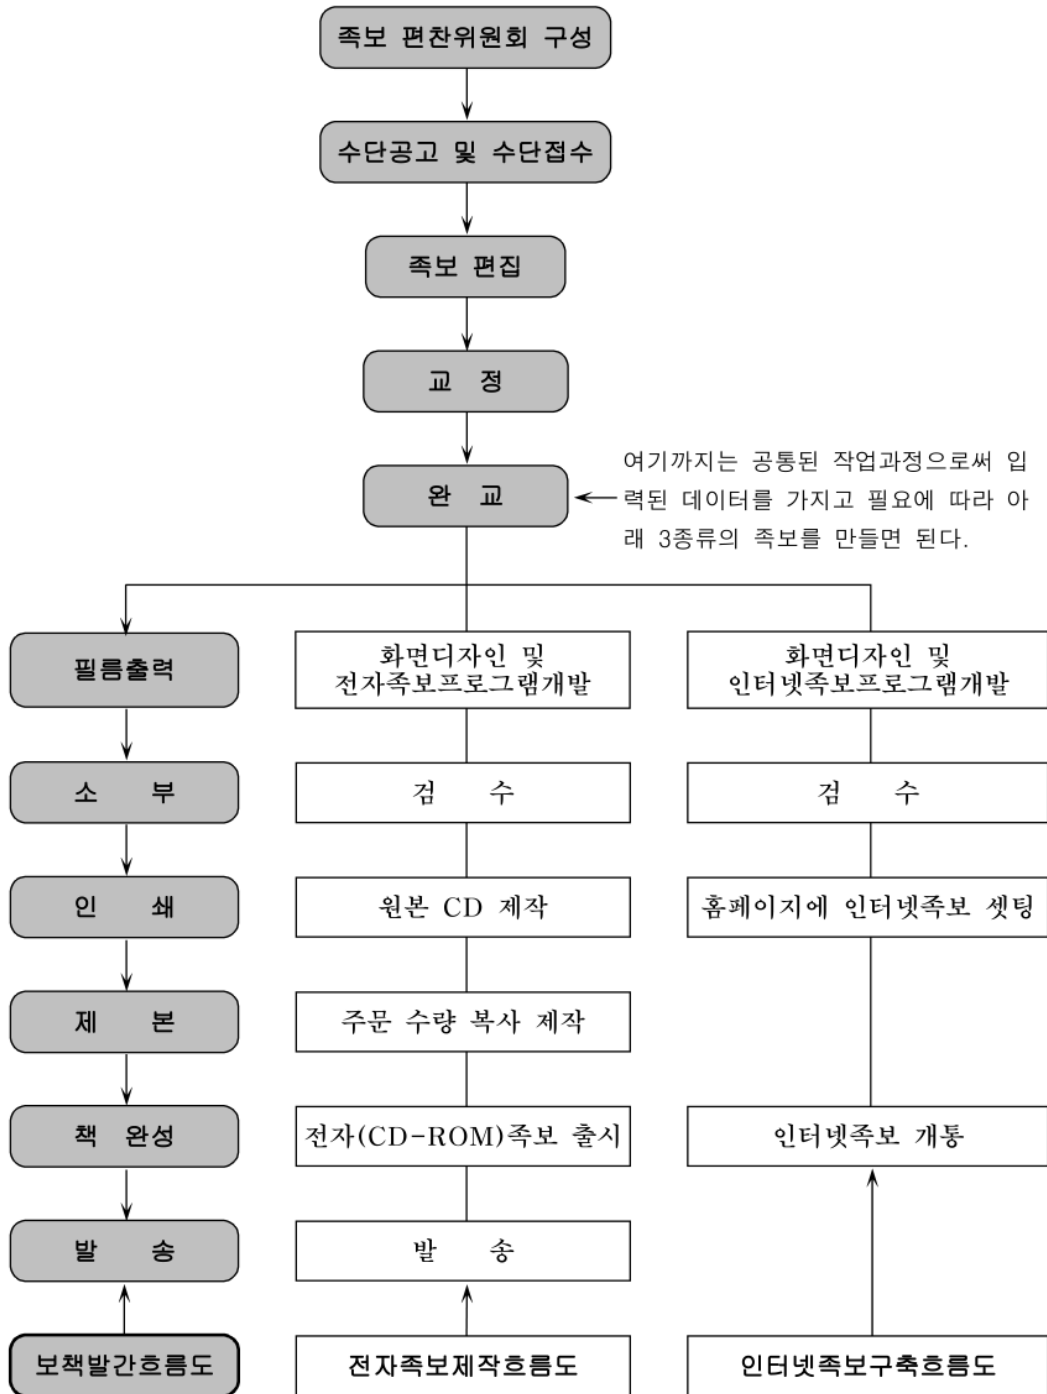 족보 편찬위원회 구성
수단공고 및 수단접수
족보 편집
교 정
완 교
여기까지는 공통된 작업과정으로써 입
력된 데이터를 가지고 필요에 따라 아
래 3종류의 족보를 만들면 된다.
필름출력
소 부
인 쇄
제 본
책 완성
발 송
보책발간흐름도
화면디자인 및
전자족보프로그램개발
검 수
원본 CD 제작
주문 수량 복사 제작
전자(CD-ROM)족보 출시
발 송
전자족보제작흐름도
화면디자인 및
인터넷족보프로그램개발
검 수
홈페이지에 인터넷족보 셋팅
인터넷족보 개통
인터넷족보구축흐름도